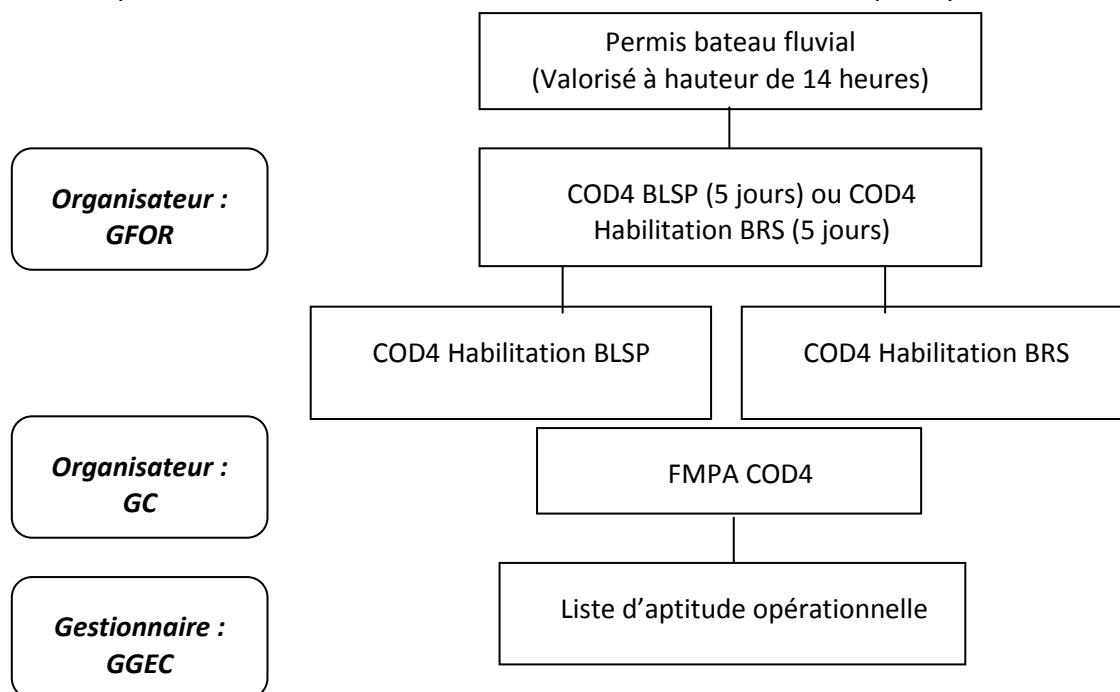 Permis bateau fluvial
(Valorisé à hauteur de 14 heures)
Organisateur :
GFOR
COD4 BLSP (5 jours) ou COD4
Habilitation BRS (5 jours)
COD4 Habilitation BLSP
COD4 Habilitation BRS
Organisateur :
GC
FMPA COD4
Liste d’aptitude opérationnelle
Gestionnaire :
GGEC